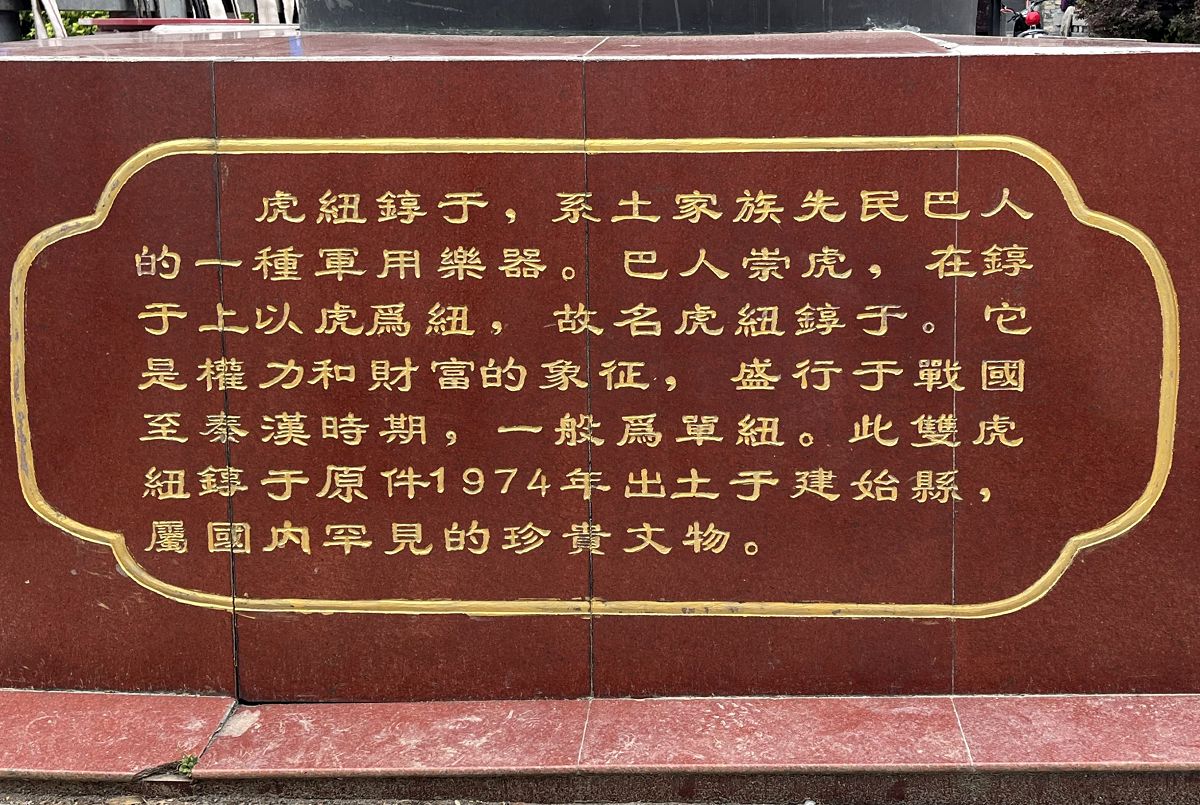 虎紐錞于，系土家族先民巴人
的一種軍用樂器。巴人崇虎，在錞
于上以虎爲紐，故名虎紐錞于。它
是權力和財富的象征，盛行于戰國
至秦漢時期，一般爲單紐。此雙虎
紐錞于原件1974年出土于建始縣，
屬國内罕見的珍貴文物。